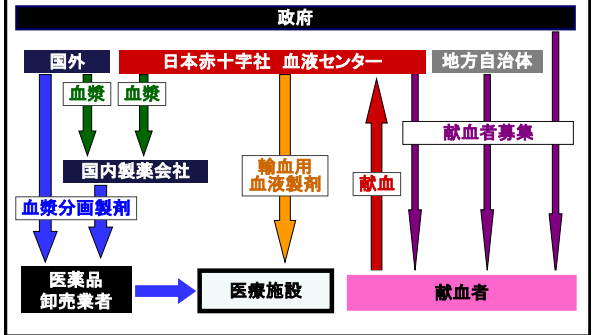 政府
国外
日本赤十字社 血液センター
地方自治体
血漿
血漿
献血者募集
国内製薬会社
輸血用
血液製剤
献血
血漿分画製剤
医薬品
卸売業者
医療施設
献血者